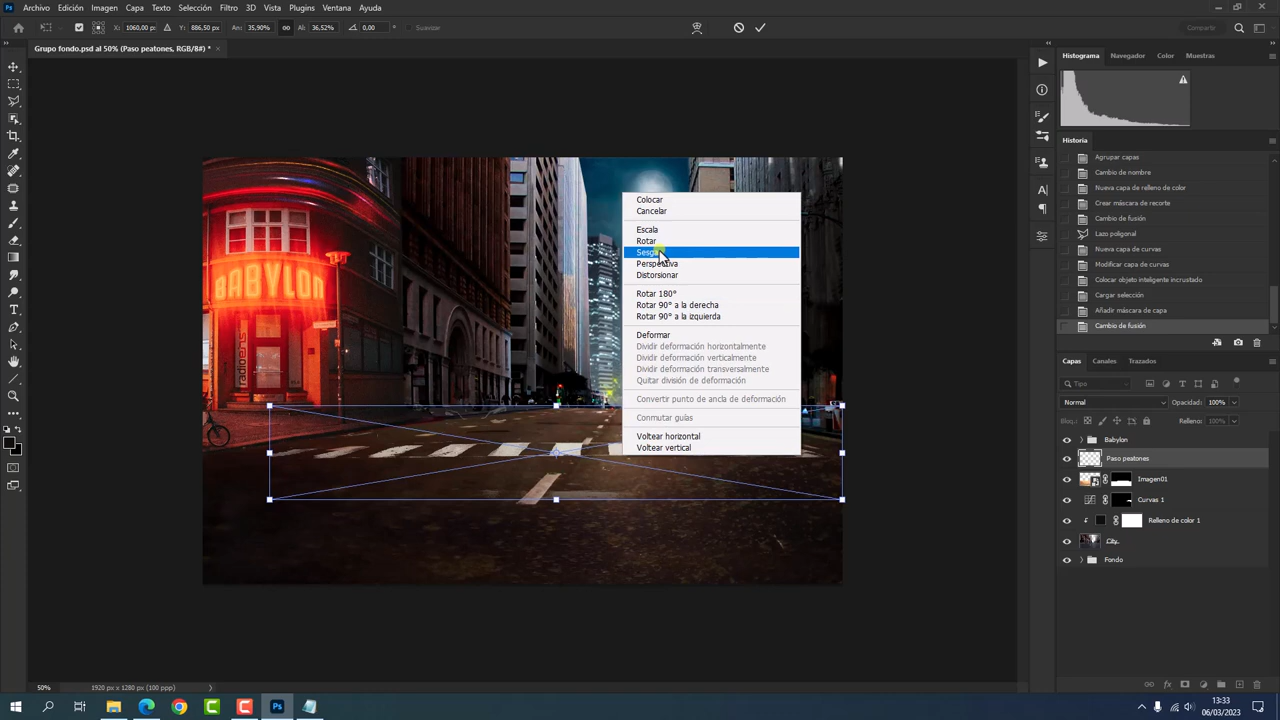 Ps Archivo Edición Imagen Capa Texto Selección Filtro 3D Vista Plugins Ventana Ayuda
X: 1060,00 px Y: 886,50 px An: 35,90% Al: 36,52% 0,00 Suavizar Compartir
Grupo fondo.psd al 50% (Paso peatones, RGB/8#) * ×
Histograma Navegador Color Muestras
Historia
Agrupar capas
Cambio de nombre
Nueva capa de relleno de color
Crear máscara de recorte
Cambio de fusión
Lazo poligonal
Nueva capa de curvas
Modificar capa de curvas
Colocar objeto inteligente incrustado
Cargar selección
Añadir máscara de capa
Cambio de fusión
Capas Canales Trazados
Tipo
Normal Opacidad: 100%
Bloq.: Relleno: 100%
Babylon
Paso peatones
Imagen01
Curvas 1
Relleno de color 1
City
Fondo
Colocar
Cancelar
Escala
Rotar
Perspectiva
Distorsionar
Rotar 180°
Rotar 90° a la derecha
Rotar 90° a la izquierda
Deformar
Dividir deformación horizontalmente
Dividir deformación verticalmente
Dividir deformación transversalmente
Quitar división de deformación
Convertir punto de ancla de deformación
Conmutar guías
Voltear horizontal
Voltear vertical
BABYLON
50% 1920 px x 1280 px (100 ppp)
13:33
06/03/2023